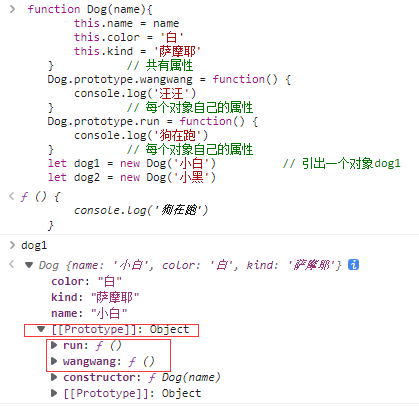 function Dog(name){
this.name = name
this.color = '白'
this.kind = '萨摩耶'
} // 共有属性
Dog.prototype.wangwang = function() {
console.log('汪汪')
} // 每个对象自己的属性
Dog.prototype.run = function() {
console.log('狗在跑')
} // 每个对象自己的属性
let dog1 = new Dog('小白') // 引出一个对象dog1
let dog2 = new Dog('小黑')
ƒ () {
console.log('狗在跑')
}
dog1
Dog {name: '小白', color: '白', kind: '萨摩耶'} i
color: "白"
kind: "萨摩耶"
name: "小白"
[[Prototype]]: Object
run: ƒ ()
wangwang: ƒ ()
constructor: ƒ Dog(name)
[[Prototype]]: Object